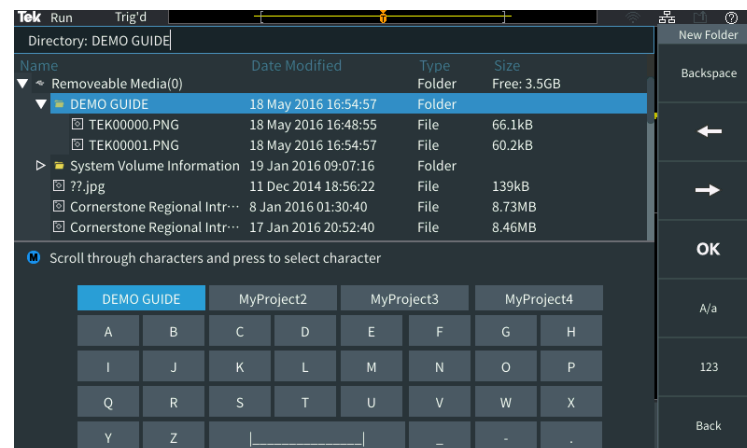 Tek Run Trig'd
Directory: DEMO GUIDE
New Folder
Name Date Modified Type Size
Removeable Media(0) Folder Free: 3.5GB
DEMO GUIDE 18 May 2016 16:54:57 Folder
TEK00000.PNG 18 May 2016 16:48:55 File 66.1kB
TEK00001.PNG 18 May 2016 16:54:57 File 60.2kB
System Volume Information 19 Jan 2016 09:07:16 Folder
??.jpg 11 Dec 2014 18:56:22 File 139kB
Cornerstone Regional Intr⋯ 8 Jan 2016 01:30:40 File 8.73MB
Cornerstone Regional Intr⋯ 17 Jan 2016 20:52:40 File 8.46MB
M Scroll through characters and press to select character
DEMO GUIDE MyProject2 MyProject3 MyProject4
A B C D E F G H
I J K L M N O P
Q R S T U V W X
Y Z |_______________| _ - .
Backspace
OK
A/a
123
Back